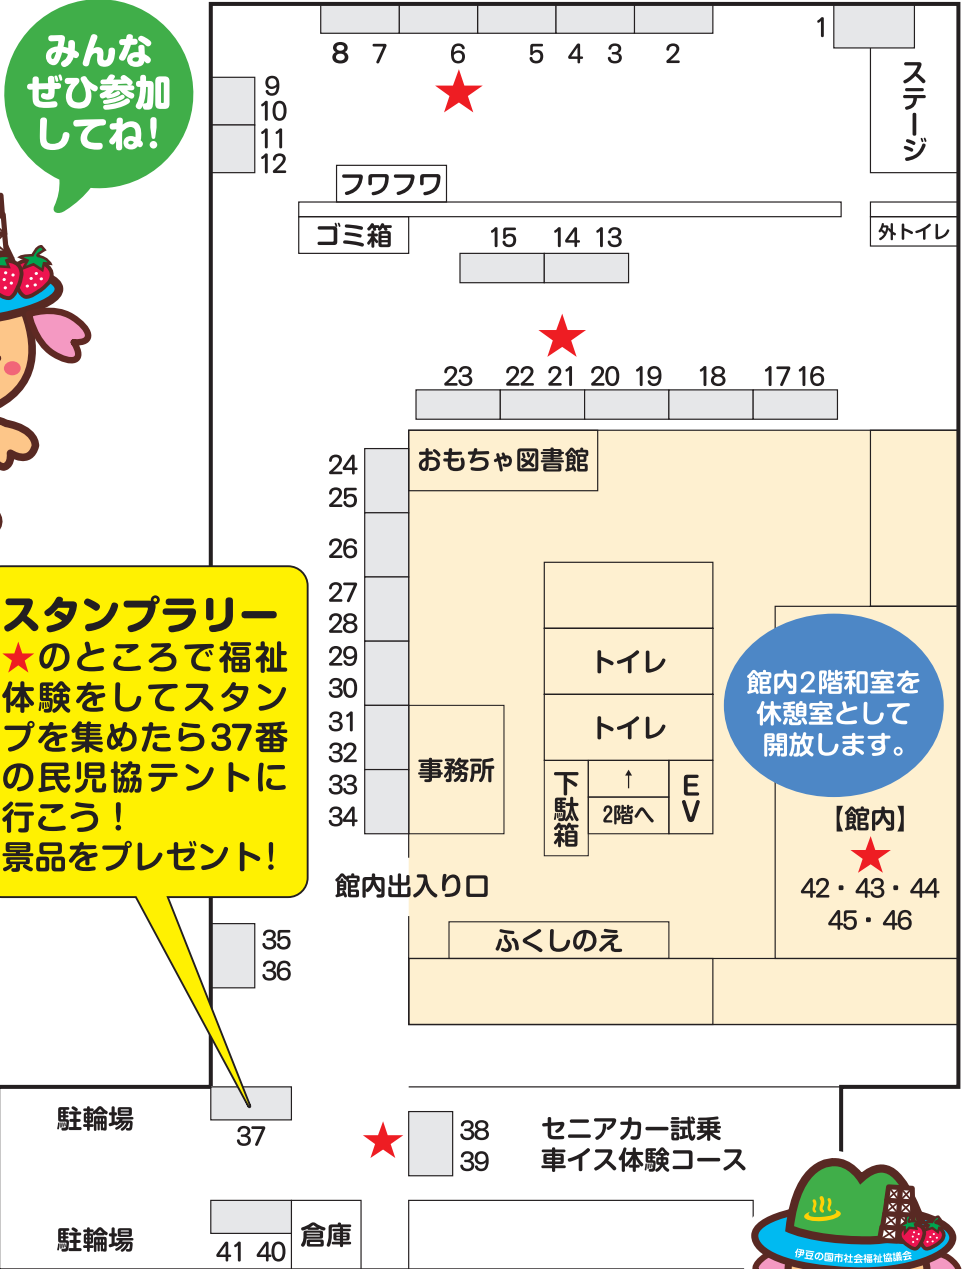 みんな
ぜひ参加
してね！
8 7 6 5 4 3 2
1
ステージ
9
10
11
12
フワフワ
ゴミ箱
外トイレ
15 14 13
23 22 21 20 19 18 17 16
おもちゃ図書館
24
25
26
27
28
29
30
31
32
33
34
トイレ
トイレ
事務所
下駄箱
↑
2階へ
EV
館内2階和室を
休憩室として
開放します。
【館内】
★
42・43・44
45・46
スタンプラリー
★のところで福祉
体験をしてスタン
プを集めたら37番
の民児協テントに
行こう！
景品をプレゼント！
館内出入り口
ふくしのえ
35
36
駐輪場
37
38
39
セニアカー試乗
車イス体験コース
駐輪場
41 40
倉庫
伊豆の国市社会福祉協議会